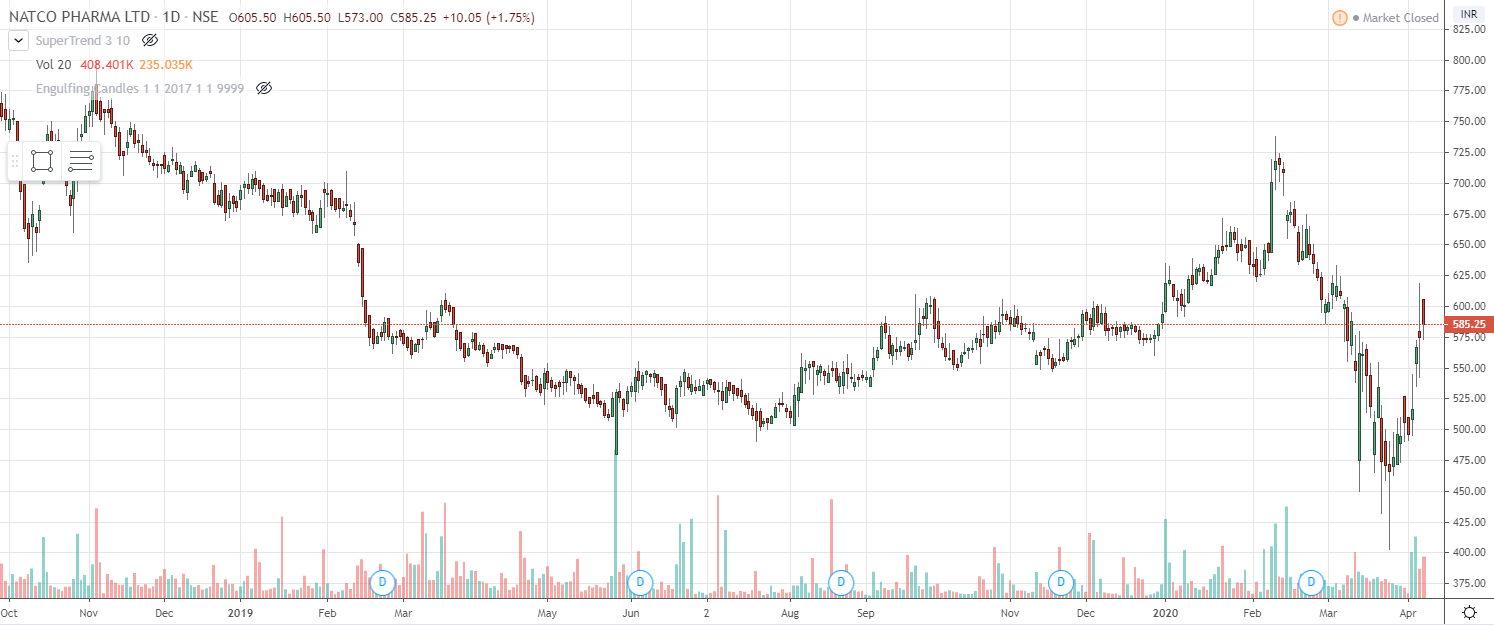 NATCO PHARMA LTD · 1D · NSE O605.50 H605.50 L573.00 C585.25 +10.05 (+1.75%)
! Market Closed
INR
SuperTrend 3 10
Vol 20 408.401K 235.035K
Engulfing Candles 1 1 2017 1 1 9999
825.00
800.00
775.00
750.00
725.00
700.00
675.00
650.00
625.00
600.00
585.25
575.00
550.00
525.00
500.00
475.00
450.00
425.00
400.00
375.00
D D D D D
Oct Nov Dec 2019 Feb Mar May Jun 2 Aug Sep Nov Dec 2020 Feb Mar Apr